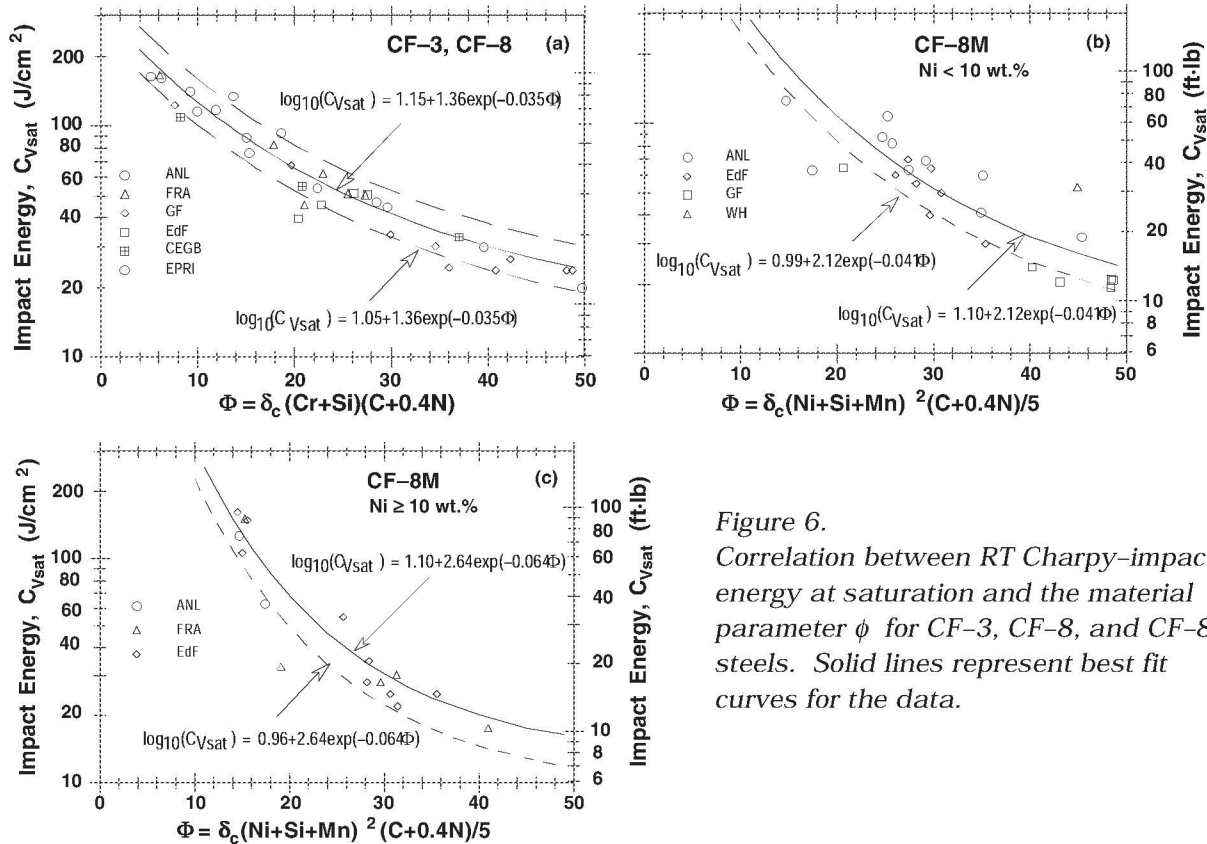 CF–3, CF–8 (a)
Impact Energy, C_Vsat (J/cm²)
200
100
80
60
40
20
10
log₁₀(C_Vsat) = 1.15+1.36exp(−0.035Φ)
ANL
FRA
GF
EdF
CEGB
EPRI
log₁₀(C_Vsat) = 1.05+1.36exp(−0.035Φ)
0 10 20 30 40 50
Φ = δ_c (Cr+Si)(C+0.4N)
CF–8M (b)
Ni < 10 wt.%
Impact Energy, C_Vsat (ft·lb)
100
80
60
40
20
10
8
6
ANL
EdF
GF
WH
log₁₀(C_Vsat) = 0.99+2.12exp(−0.041Φ)
log₁₀(C_Vsat) = 1.10+2.12exp(−0.041Φ)
0 10 20 30 40 50
Φ = δ_c(Ni+Si+Mn) ²(C+0.4N)/5
CF–8M (c)
Ni ≥ 10 wt.%
Impact Energy, C_Vsat (J/cm²)
200
100
80
60
40
20
10
Impact Energy, C_Vsat (ft·lb)
100
80
60
40
20
10
8
6
log₁₀(C_Vsat) = 1.10+2.64exp(−0.064Φ)
ANL
FRA
EdF
log₁₀(C_Vsat) = 0.96+2.64exp(−0.064Φ)
0 10 20 30 40 50
Φ = δ_c(Ni+Si+Mn) ²(C+0.4N)/5
Figure 6.
Correlation between RT Charpy–impac
energy at saturation and the material
parameter ϕ for CF–3, CF–8, and CF–8
steels. Solid lines represent best fit
curves for the data.